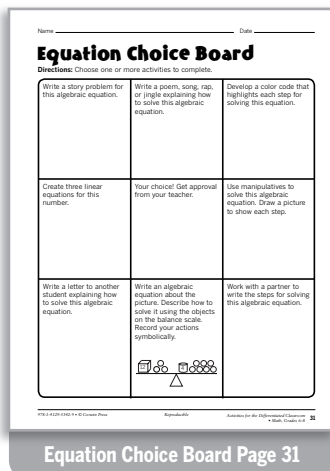 Name Date
Equation Choice Board
Directions: Choose one or more activities to complete.
Write a story problem for
this algebraic equation.
Write a poem, song, rap,
or jingle explaining how
to solve this algebraic
equation.
Develop a color code that
highlights each step for
solving this equation.
Create three linear
equations for this
number.
Your choice! Get approval
from your teacher.
Use manipulatives to
solve this algebraic
equation. Draw a picture
to show each step.
Write a letter to another
student explaining how
to solve this algebraic
equation.
Write an algebraic
equation about the
picture. Describe how to
solve it using the objects
on the balance scale.
Record your actions
symbolically.
Work with a partner to
write the steps for solving
this algebraic equation.
Reproducible
Activities for the Differentiated Classroom
• Math, Grades 6–8
31
Equation Choice Board Page 31